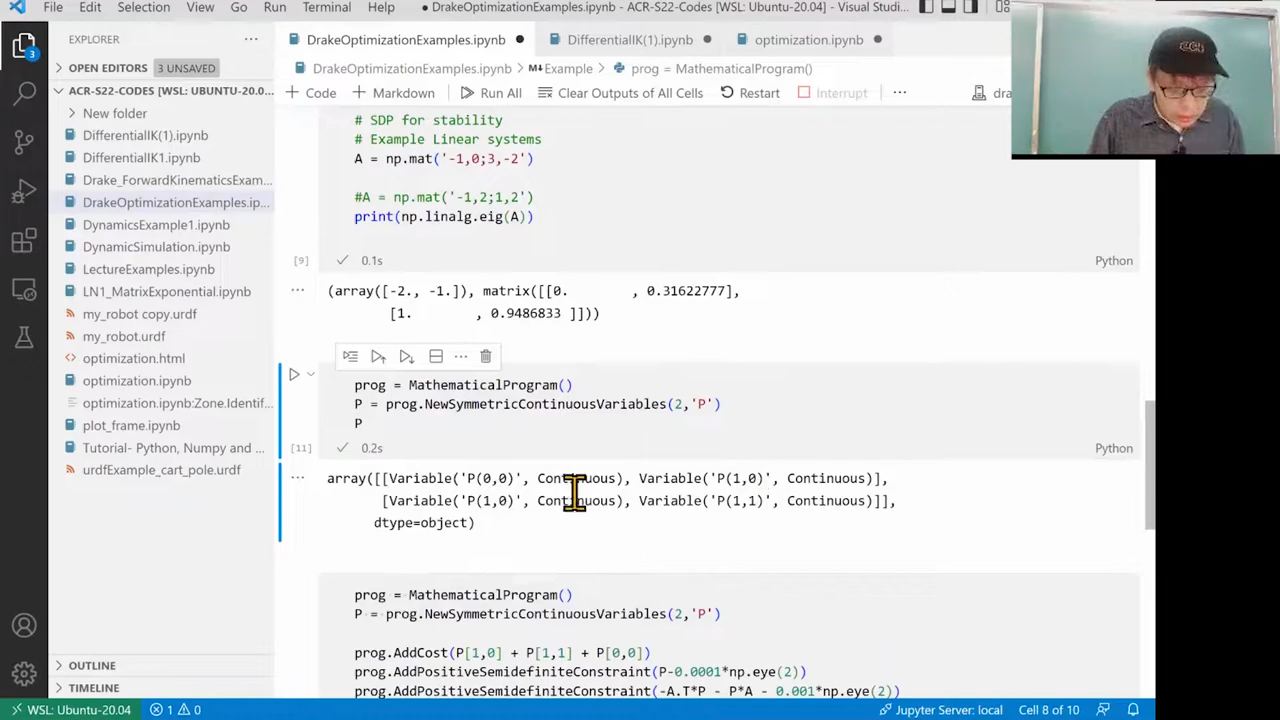 File Edit Selection View Go Run Terminal Help
● DrakeOptimizationExamples.ipynb - ACR-S22-Codes [WSL: Ubuntu-20.04] - Visual Studi...
EXPLORER ...
3
OPEN EDITORS 3 UNSAVED
ACR-S22-CODES [WSL: UBUNTU-20.0...
New folder
DifferentialIK(1).ipynb
DifferentialIK1.ipynb
Drake_ForwardKinematicsExam...
DrakeOptimizationExamples.ip...
DynamicsExample1.ipynb
DynamicSimulation.ipynb
LectureExamples.ipynb
LN1_MatrixExponential.ipynb
my_robot copy.urdf
my_robot.urdf
optimization.html
optimization.ipynb
optimization.ipynb:Zone.Identif...
plot_frame.ipynb
Tutorial- Python, Numpy and ...
urdfExample_cart_pole.urdf
OUTLINE
TIMELINE
DrakeOptimizationExamples.ipynb ● DifferentialIK(1).ipynb ● optimization.ipynb ●
DrakeOptimizationExamples.ipynb > Example > prog = MathematicalProgram()
+ Code + Markdown Run All Clear Outputs of All Cells Restart Interrupt ... dra
# SDP for stability
# Example Linear systems
A = np.mat('-1,0;3,-2')
#A = np.mat('-1,2;1,2')
print(np.linalg.eig(A))
[9] ✓ 0.1s Python
(array([-2., -1.]), matrix([[0. , 0.31622777],
[1. , 0.9486833 ]]))
prog = MathematicalProgram()
P = prog.NewSymmetricContinuousVariables(2,'P')
P
[11] ✓ 0.2s Python
array([[Variable('P(0,0)', Continuous), Variable('P(1,0)', Continuous)],
[Variable('P(1,0)', Continuous), Variable('P(1,1)', Continuous)]],
dtype=object)
prog = MathematicalProgram()
P = prog.NewSymmetricContinuousVariables(2,'P')
prog.AddCost(P[1,0] + P[1,1] + P[0,0])
prog.AddPositiveSemidefiniteConstraint(P-0.0001*np.eye(2))
prog.AddPositiveSemidefiniteConstraint(-A.T*P - P*A - 0.001*np.eye(2))
WSL: Ubuntu-20.04 1 0 Jupyter Server: local Cell 8 of 10